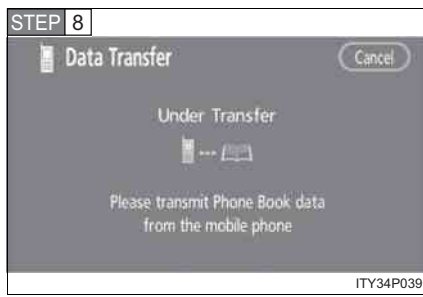 STEP 8
Data Transfer
Cancel
Under Transfer
Please transmit Phone Book data
from the mobile phone
ITY34P039